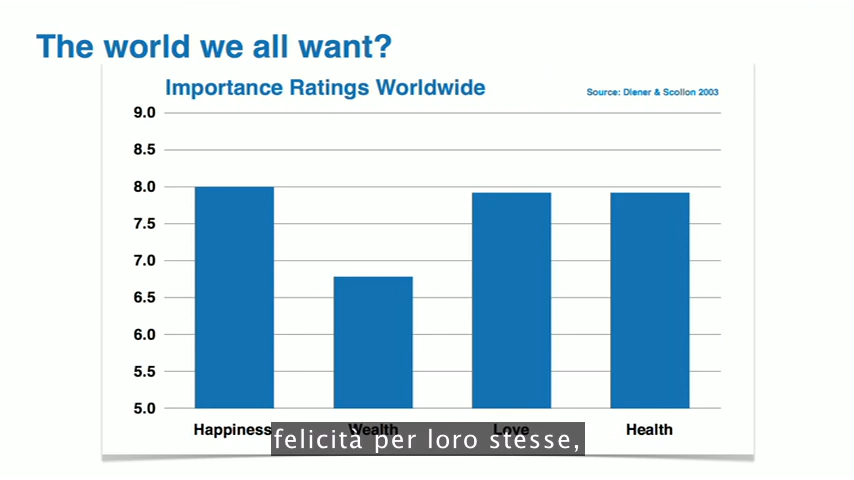 The world we all want?
Importance Ratings Worldwide
Source: Diener & Scollon 2003
9.0
8.5
8.0
7.5
7.0
6.5
6.0
5.5
5.0
Happiness Wealth Love Health
felicità per loro stesse,